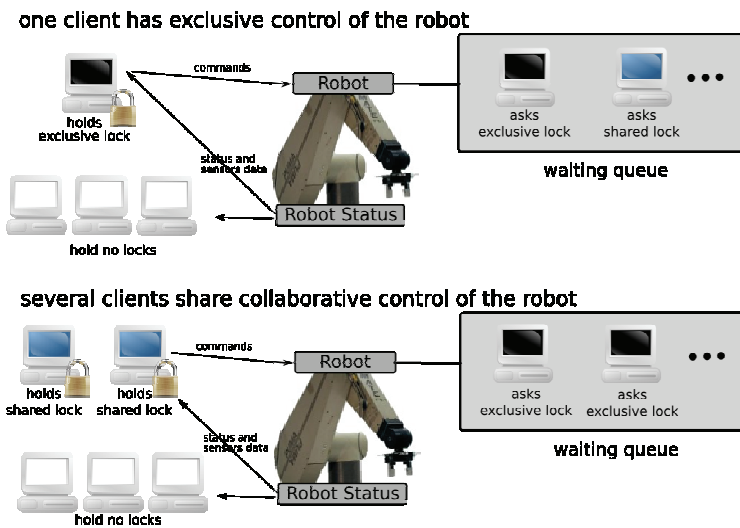 one client has exclusive control of the robot
commands
Robot
holds
exclusive lock
asks
exclusive lock
asks
shared lock
waiting queue
status and
sensors data
Robot Status
hold no locks
several clients share collaborative control of the robot
commands
Robot
holds
shared lock
holds
shared lock
asks
exclusive lock
asks
exclusive lock
waiting queue
status and
sensors data
Robot Status
hold no locks